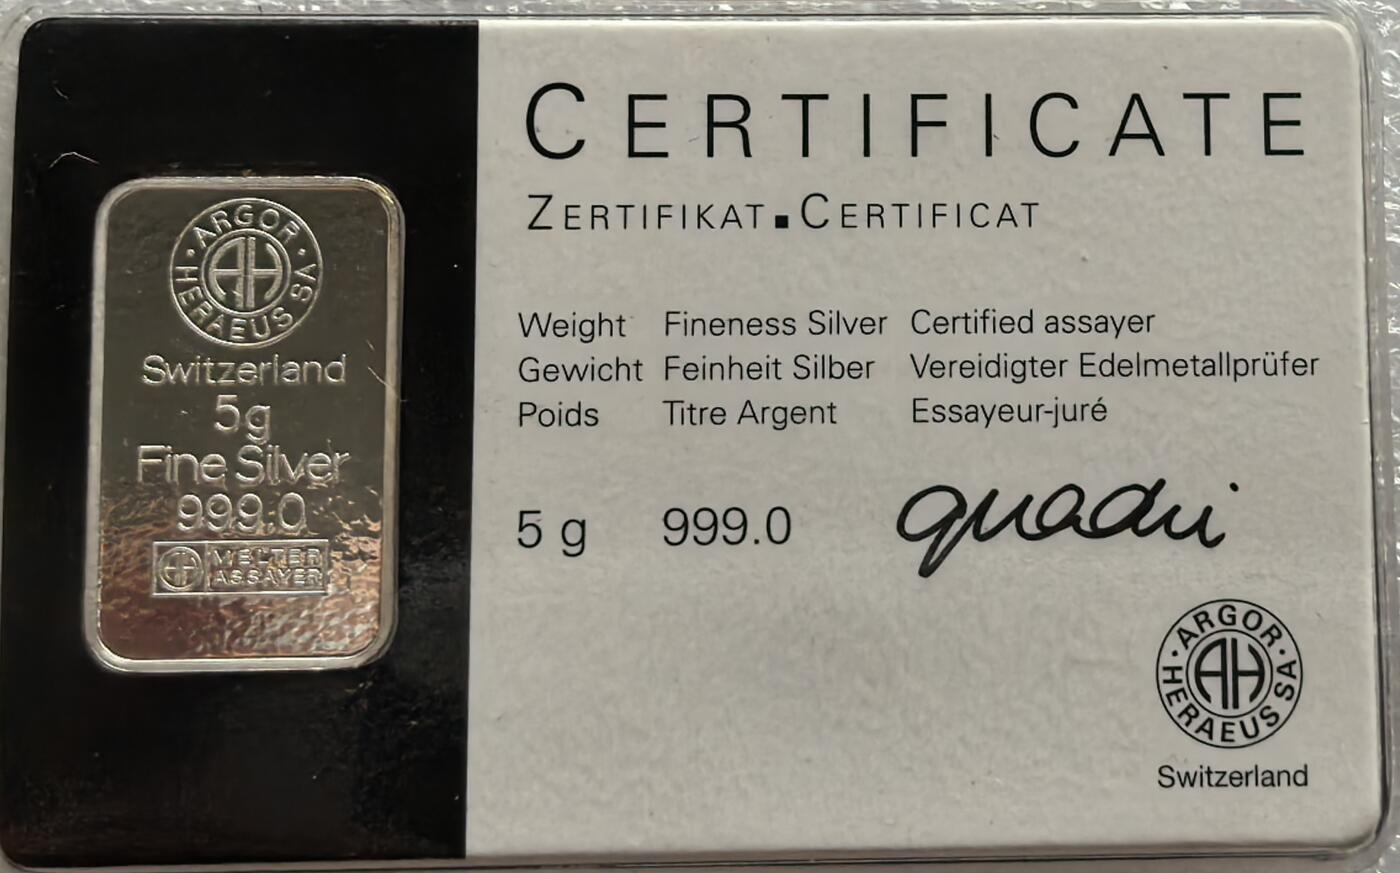 ARGOR · HERAEUS SA ·
AH
Switzerland
5g
Fine Silver
999.0
AH MELTER
ASSAYER
CERTIFICATE
ZERTIFIKAT ■ CERTIFICAT
Weight Fineness Silver Certified assayer
Gewicht Feinheit Silber Vereidigter Edelmetallprüfer
Poids Titre Argent Essayeur-juré
5 g 999.0
ARGOR · HERAEUS SA ·
AH
Switzerland